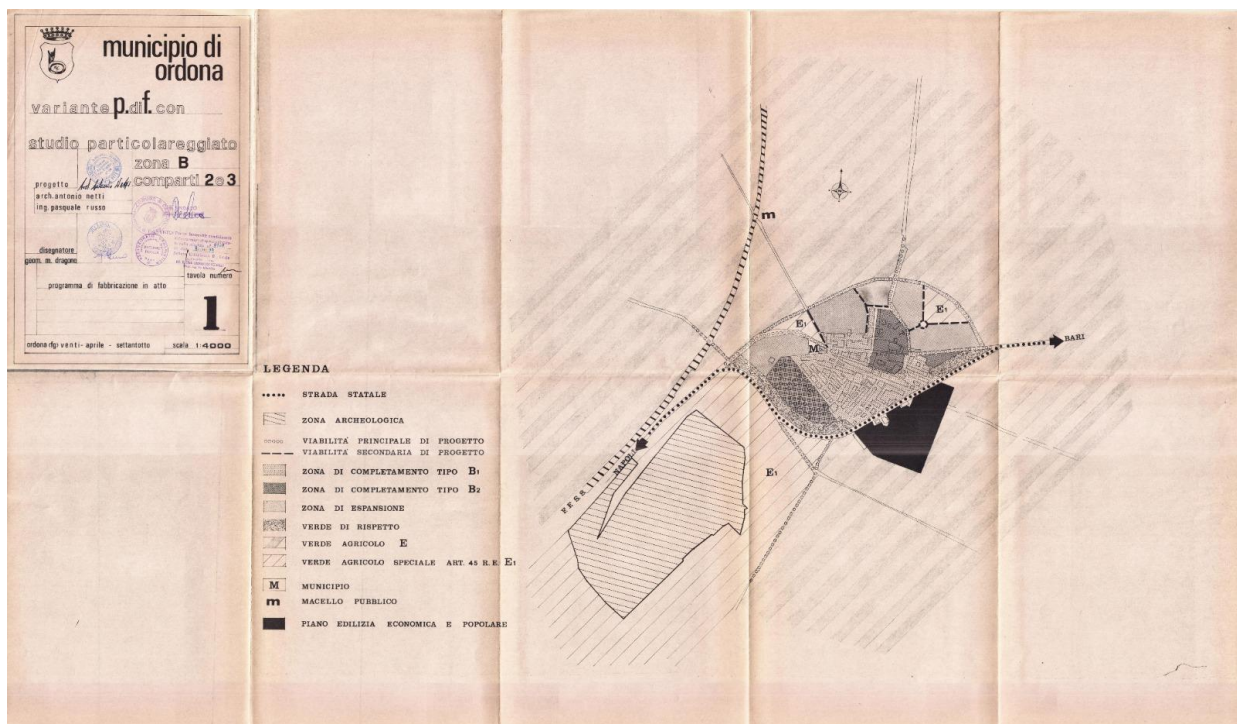 municipio di
ordona
variante p.di f. con
studio particolareggiato
zona B
comparti 2e3
progetto
arch. antonio netti
ing. pasquale russo
disegnatore
geom. m. dragone
tavola numero
programma di fabbricazione in atto
1
ordona dgi venti-aprile-settantotto scala 1:4000
LEGENDA
STRADA STATALE
ZONA ARCHEOLOGICA
VIABILITÀ PRINCIPALE DI PROGETTO
VIABILITÀ SECONDARIA DI PROGETTO
ZONA DI COMPLETAMENTO TIPO B1
ZONA DI COMPLETAMENTO TIPO B2
ZONA DI ESPANSIONE
VERDE DI RISPETTO
VERDE AGRICOLO E
VERDE AGRICOLO SPECIALE ART. 45 R.E. E1
M MUNICIPIO
m MACELLO PUBBLICO
PIANO EDILIZIA ECONOMICA E POPOLARE
m
E1
E1
M
BARI
NAPOLI
F.F.S.S.
E1